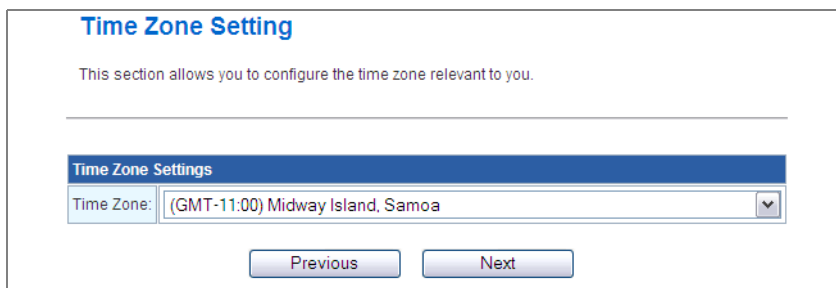 Time Zone Setting
This section allows you to configure the time zone relevant to you.
Time Zone Settings
Time Zone: (GMT-11:00) Midway Island, Samoa
Previous Next